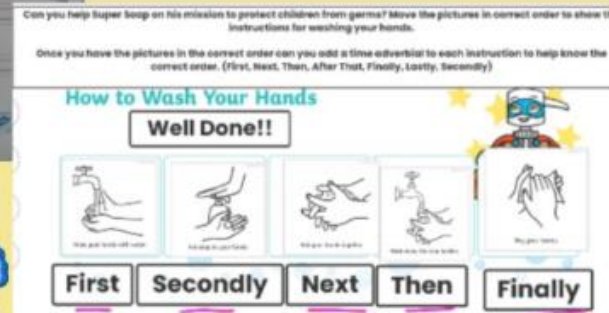 Can you help Super Soap on his mission to protect children from germs? Move the pictures in correct order to show
instructions for washing your hands.
Once you have the pictures in the correct order can you add a time adverbial to each instruction to help know the
correct order. (First, Next, Then, After That, Finally, Lastly, Secondly)
How to Wash Your Hands
Well Done!!
First Secondly Next Then Finally